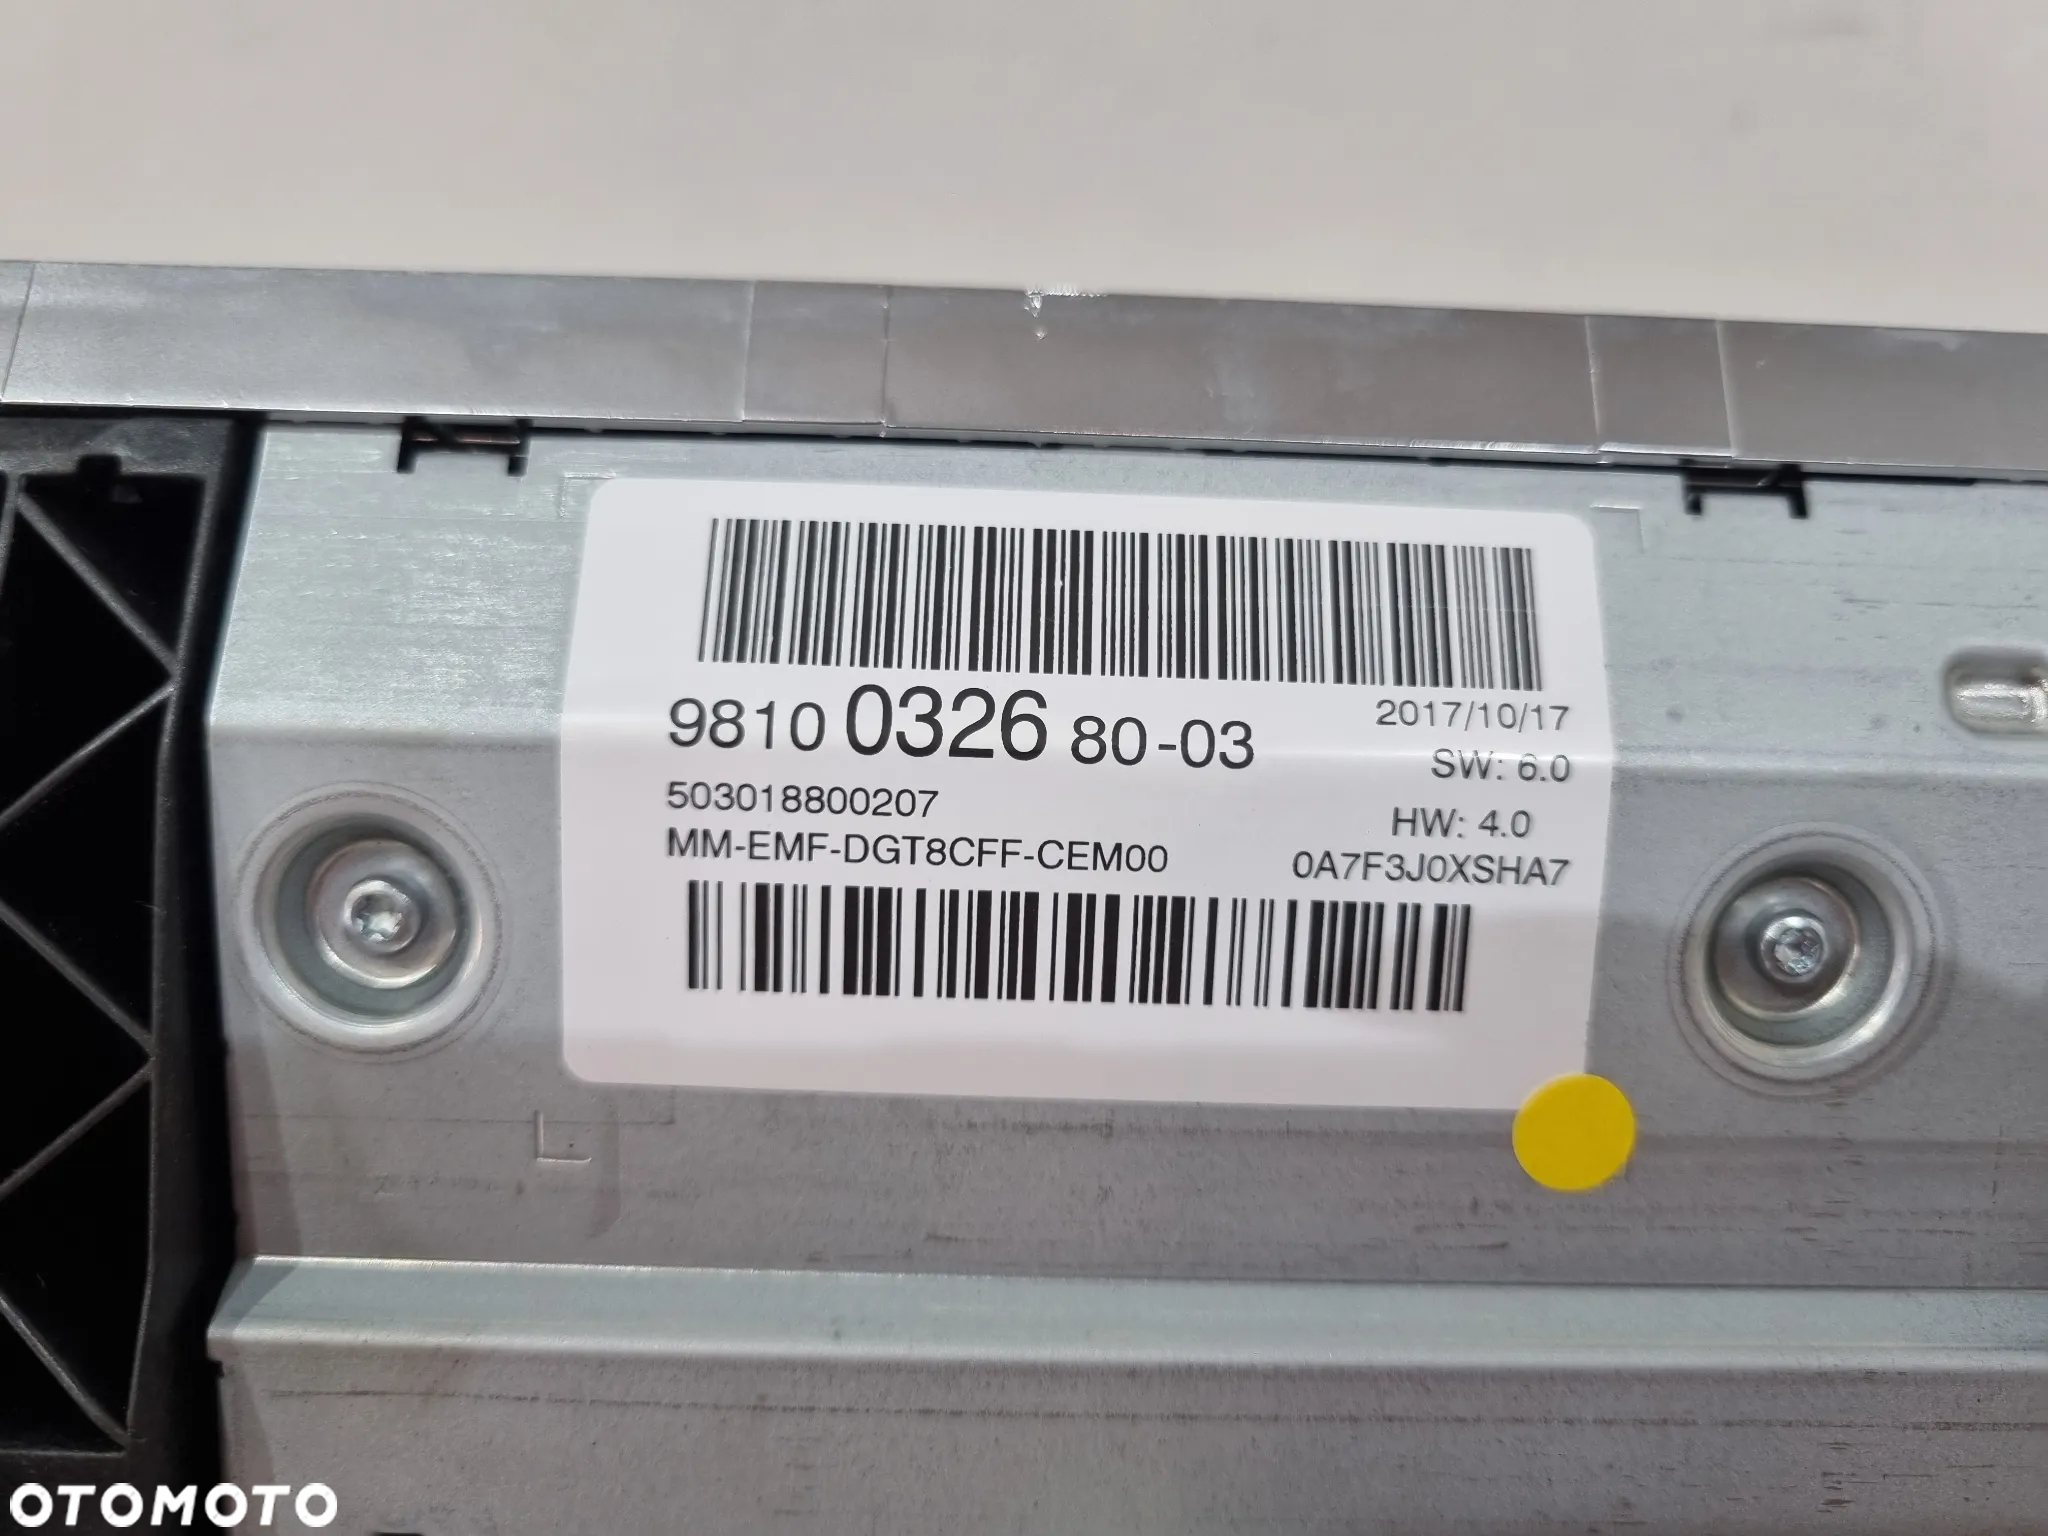 98100 0326 80-03
2017/10/17
SW: 6.0
503018800207
HW: 4.0
MM-EMF-DGT8CFF-CEM00
0A7F3J0XSHA7
OTOMOTO